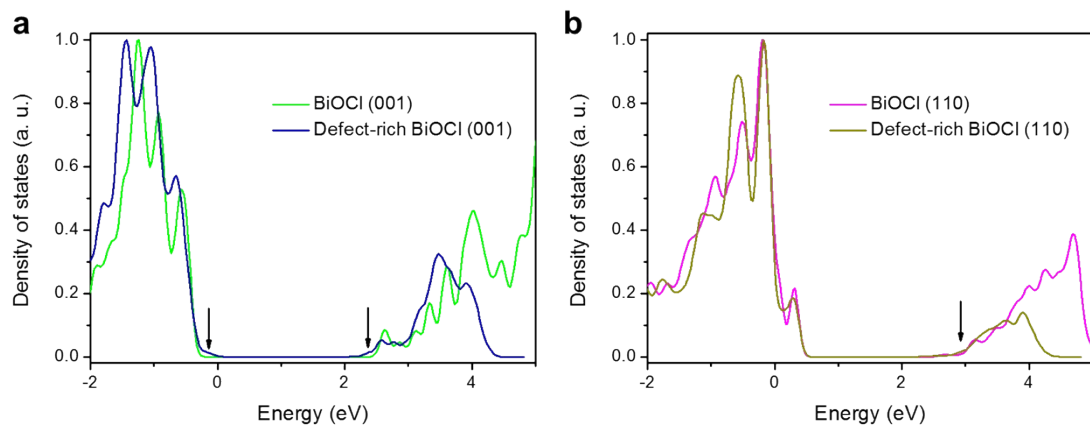 a
1.0
0.8
0.6
0.4
0.2
0.0
Density of states (a. u.)
BiOCl (001)
Defect-rich BiOCl (001)
-2
0
2
4
Energy (eV)
b
1.0
0.8
0.6
0.4
0.2
0.0
Density of states (a. u.)
BiOCl (110)
Defect-rich BiOCl (110)
-2
0
2
4
Energy (eV)